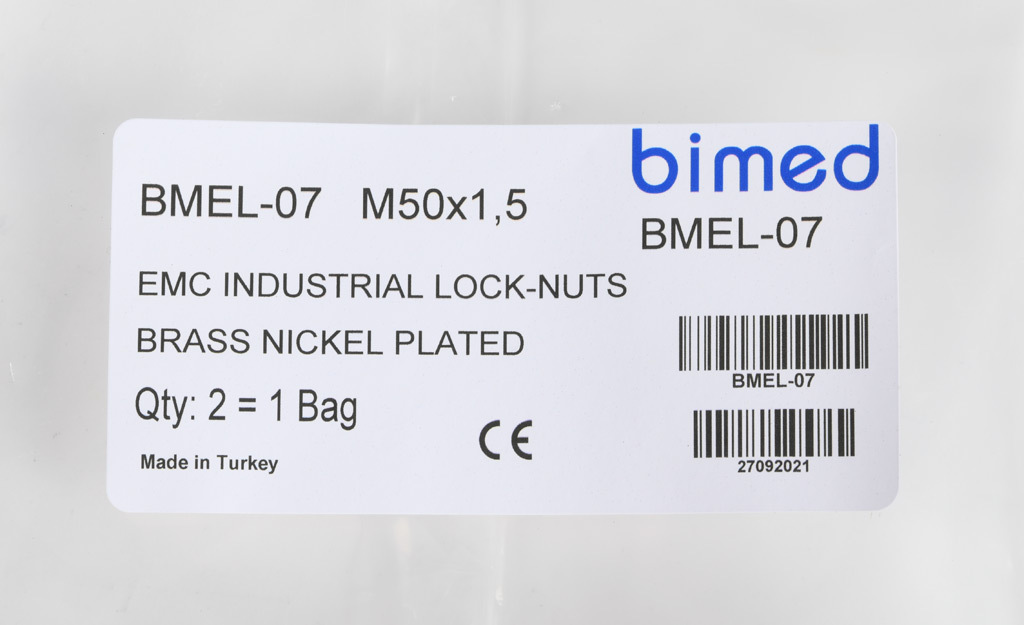 bimed
BMEL-07 M50x1,5
BMEL-07
EMC INDUSTRIAL LOCK-NUTS
BRASS NICKEL PLATED
Qty: 2 = 1 Bag
Made in Turkey
CE
BMEL-07
27092021